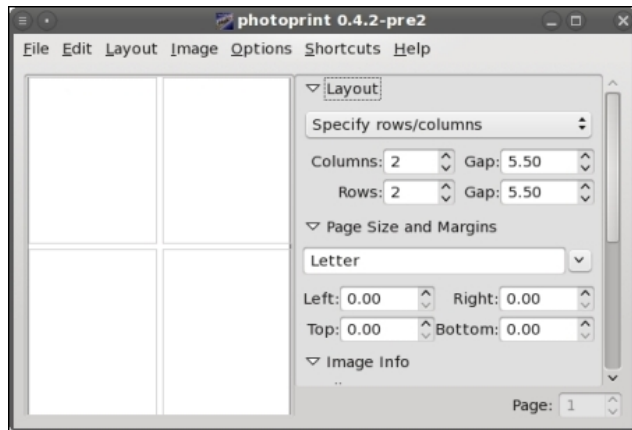 photoprint 0.4.2-pre2
File Edit Layout Image Options Shortcuts Help
Layout
Specify rows/columns
Columns: 2 Gap: 5.50
Rows: 2 Gap: 5.50
Page Size and Margins
Letter
Left: 0.00 Right: 0.00
Top: 0.00 Bottom: 0.00
Image Info
Page: 1